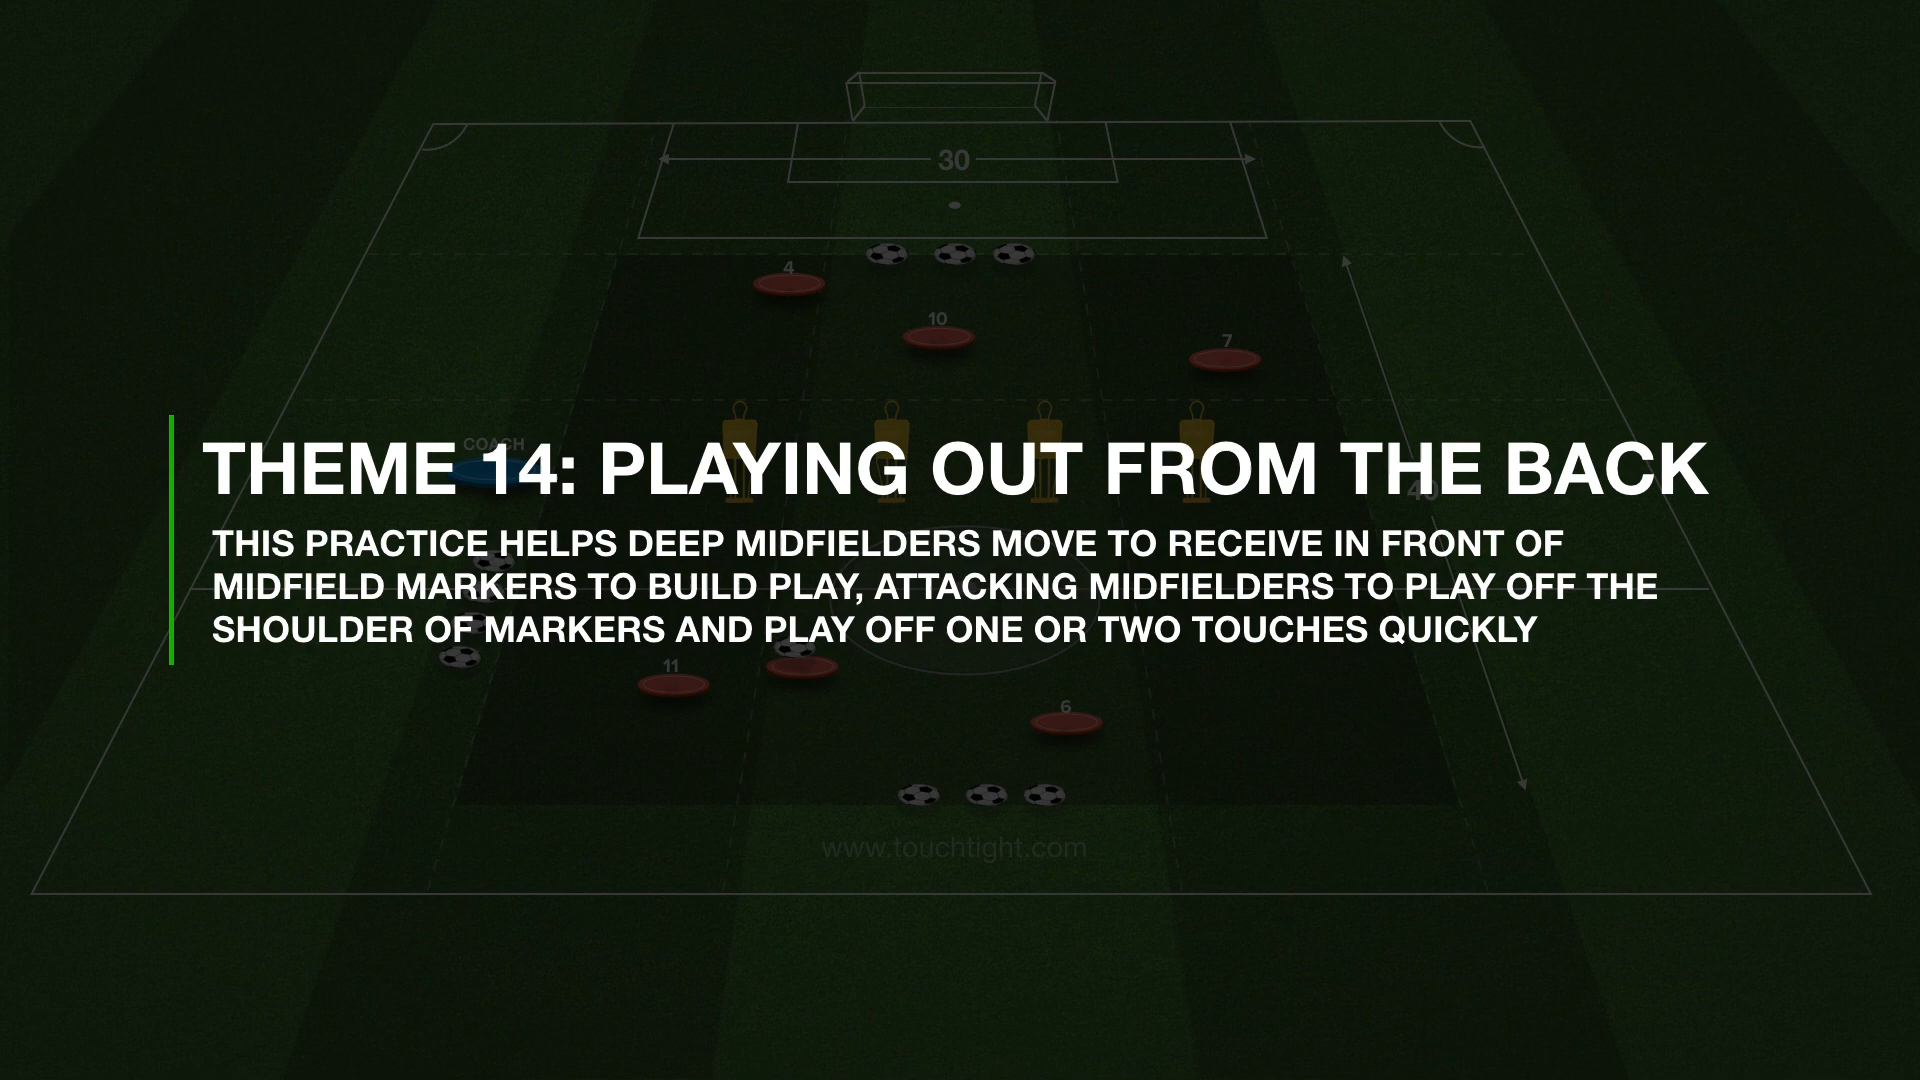 30
4
10
7
COACH
THEME 14: PLAYING OUT FROM THE BACK
40
THIS PRACTICE HELPS DEEP MIDFIELDERS MOVE TO RECEIVE IN FRONT OF
MIDFIELD MARKERS TO BUILD PLAY, ATTACKING MIDFIELDERS TO PLAY OFF THE
SHOULDER OF MARKERS AND PLAY OFF ONE OR TWO TOUCHES QUICKLY
11
6
www.touchtight.com